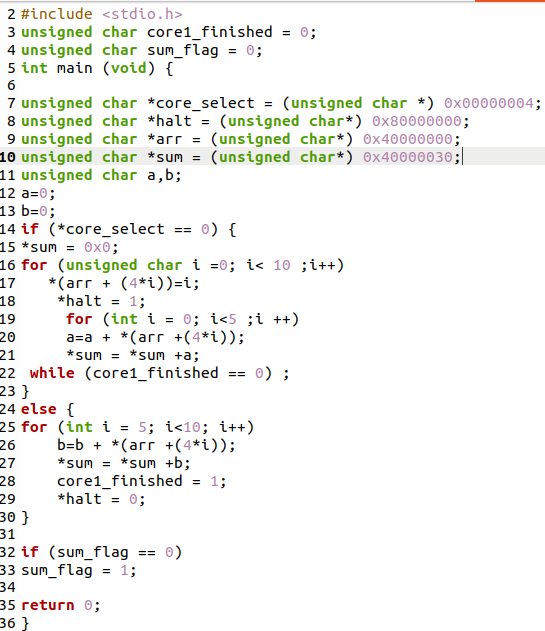 2 #include <stdio.h>
3 unsigned char core1_finished = 0;
4 unsigned char sum_flag = 0;
5 int main (void) {
6
7 unsigned char *core_select = (unsigned char *) 0x00000004;
8 unsigned char *halt = (unsigned char*) 0x80000000;
9 unsigned char *arr = (unsigned char*) 0x40000000;
10 unsigned char *sum = (unsigned char*) 0x40000030;
11 unsigned char a,b;
12 a=0;
13 b=0;
14 if (*core_select == 0) {
15 *sum = 0x0;
16 for (unsigned char i =0; i< 10 ;i++)
17    *(arr + (4*i))=i;
18     *halt = 1;
19      for (int i = 0; i<5 ;i ++)
20      a=a + *(arr +(4*i));
21      *sum = *sum +a;
22  while (core1_finished == 0) ;
23 }
24 else {
25 for (int i = 5; i<10; i++)
26     b=b + *(arr +(4*i));
27     *sum = *sum +b;
28     core1_finished = 1;
29     *halt = 0;
30 }
31
32 if (sum_flag == 0)
33 sum_flag = 1;
34
35 return 0;
36 }